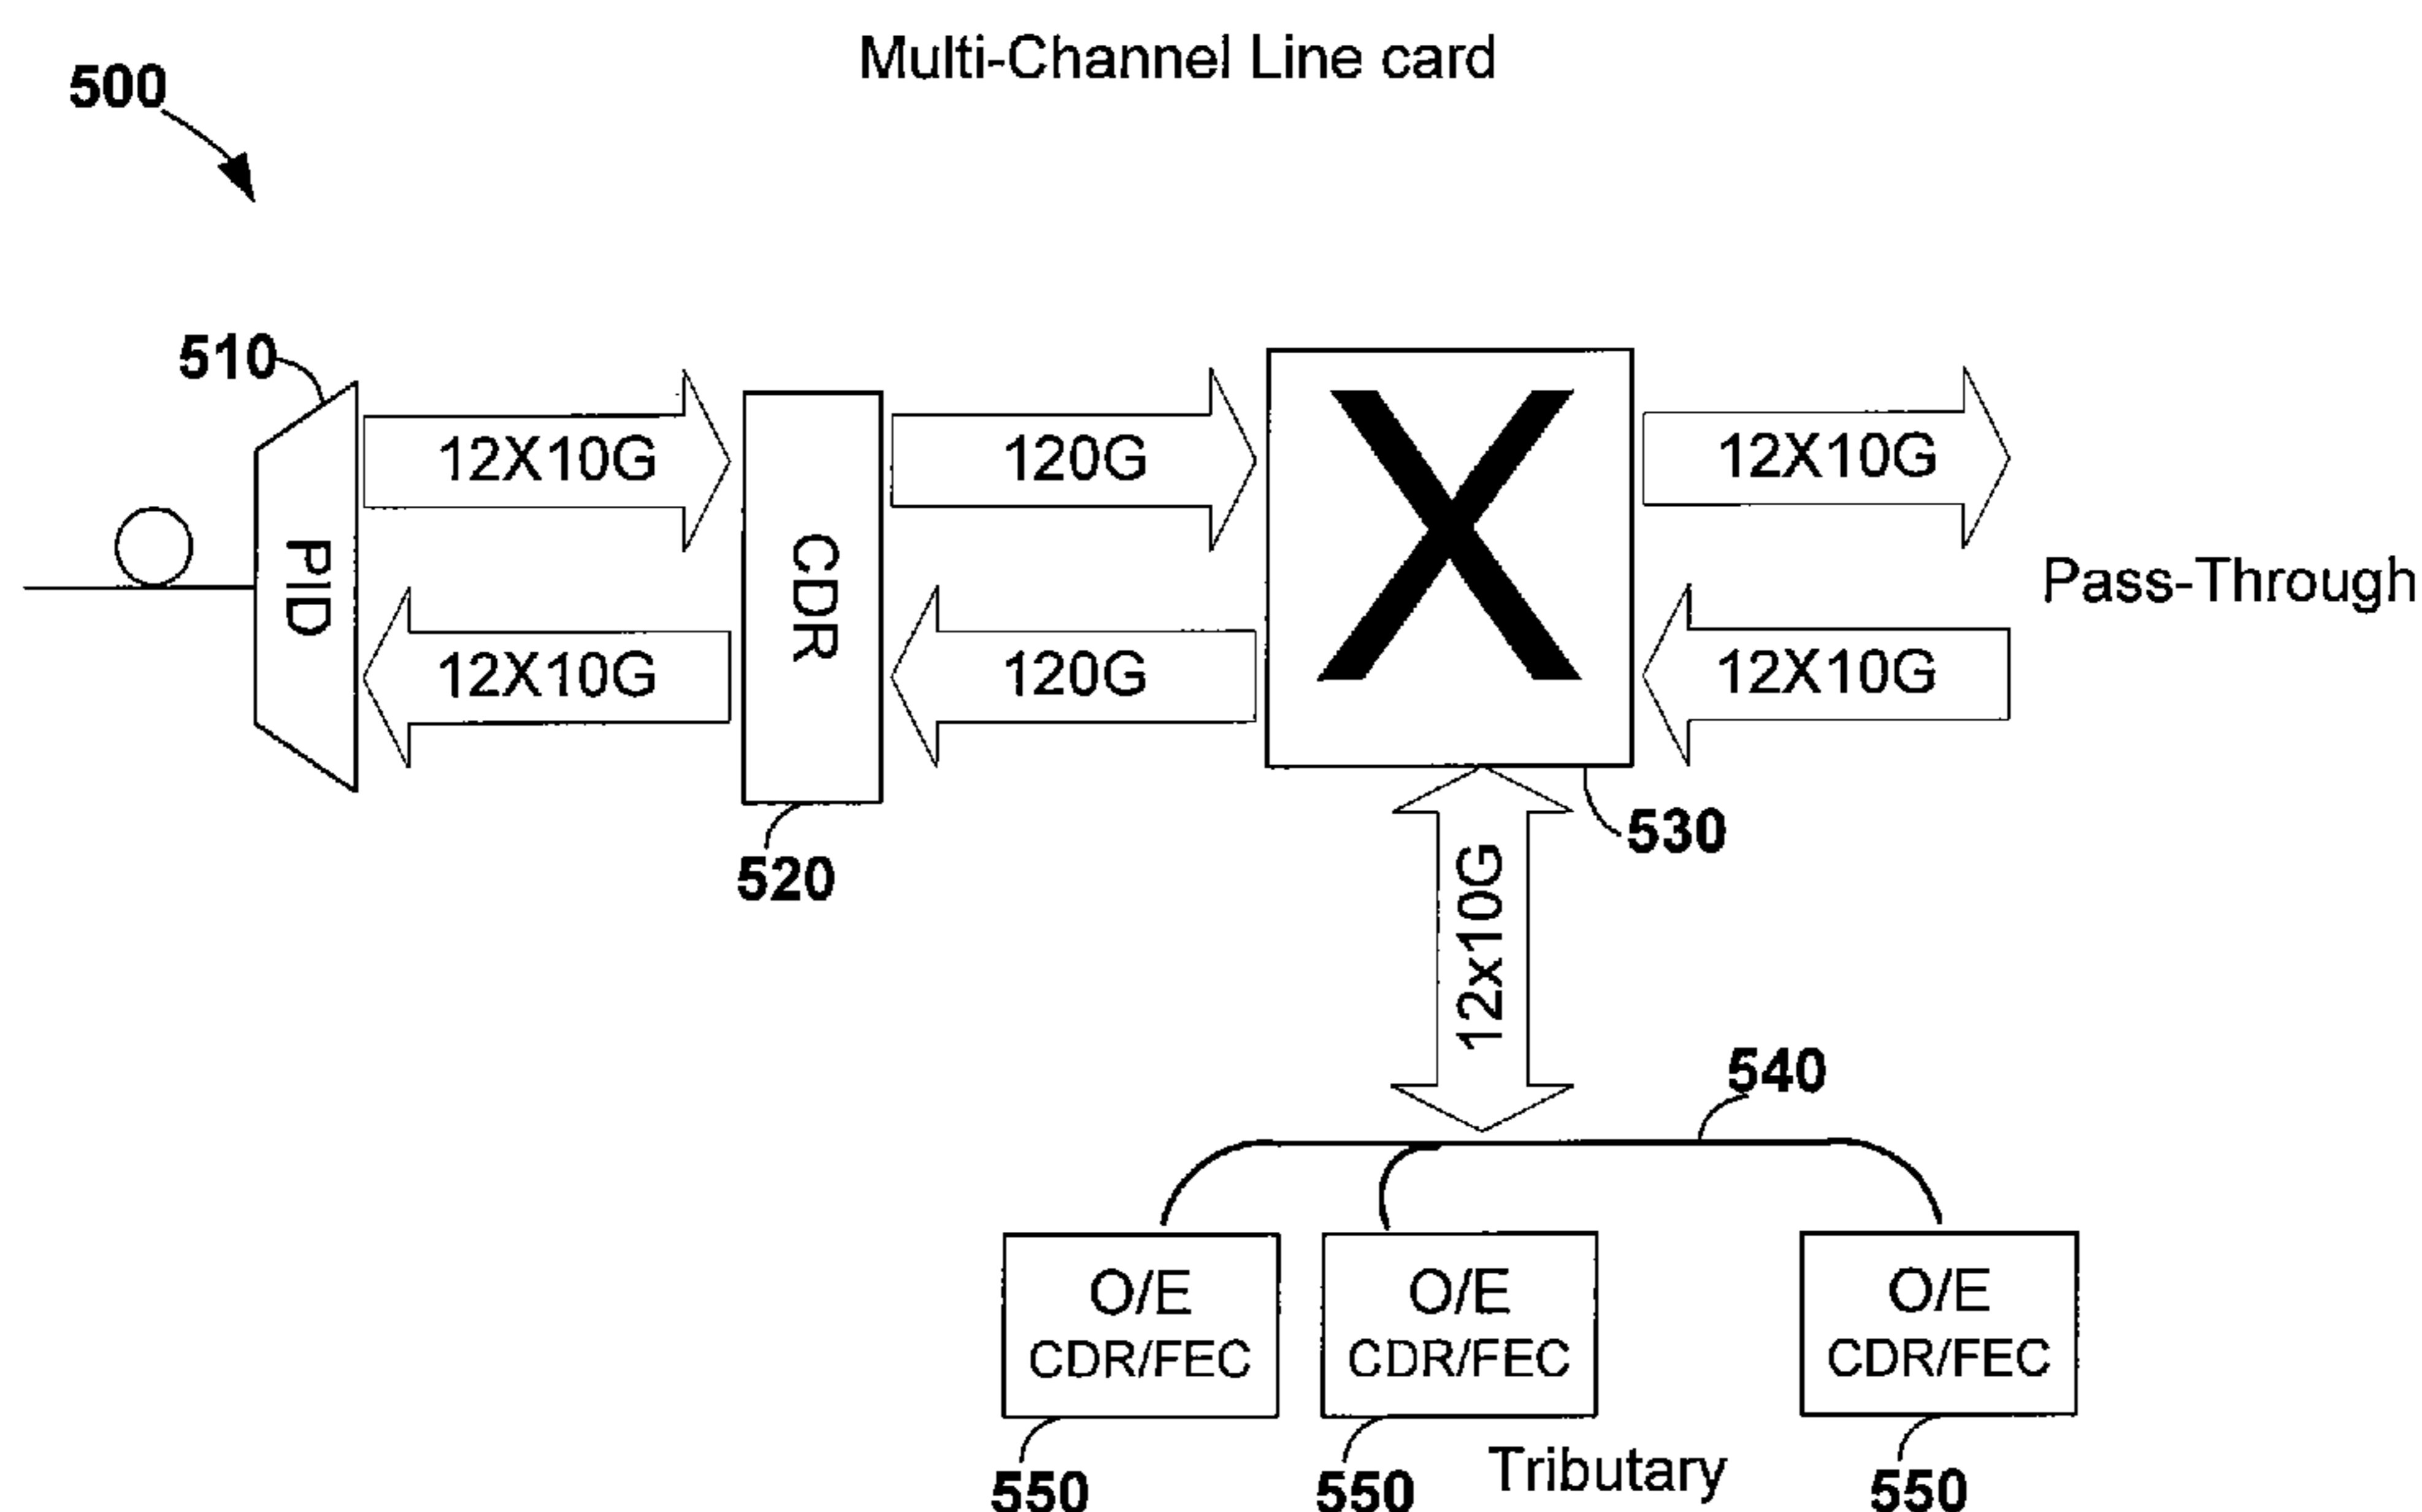 Multi-Channel Line card
500
510
12X10G
120G
12X10G
PID
CDR
X
Pass-Through
12X10G
120G
12X10G
530
520
12x10G
540
O/E
CDR/FEC
O/E
CDR/FEC
O/E
CDR/FEC
Tributary
550
550
550